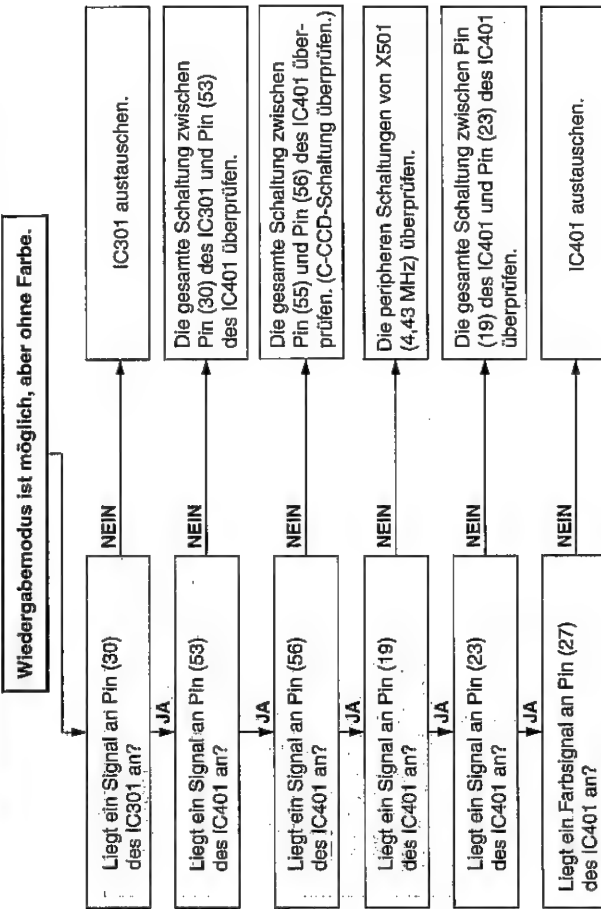 Wiedergabemodus ist möglich, aber ohne Farbe.
Liegt ein Signal an Pin (30)
des IC301 an?
NEIN
IC301 austauschen.
JA
Liegt ein Signal an Pin (53)
des IC401 an?
NEIN
Die gesamte Schaltung zwischen
Pin (30) des IC301 und Pin (53)
des IC401 überprüfen.
JA
Liegt ein Signal an Pin (56)
des IC401 an?
NEIN
Die gesamte Schaltung zwischen
Pin (55) und Pin (56) des IC401 über-
prüfen. (C-CCD-Schaltung überprüfen.)
JA
Liegt ein Signal an Pin (19)
des IC401 an?
NEIN
Die peripheren Schaltungen von X501
(4,43 MHz) überprüfen.
JA
Liegt ein Signal an Pin (23)
des IC401 an?
NEIN
Die gesamte Schaltung zwischen Pin
(19) des IC401 und Pin (23) des IC401
überprüfen.
JA
Liegt ein Farbsignal an Pin (27)
des IC401 an?
NEIN
IC401 austauschen.